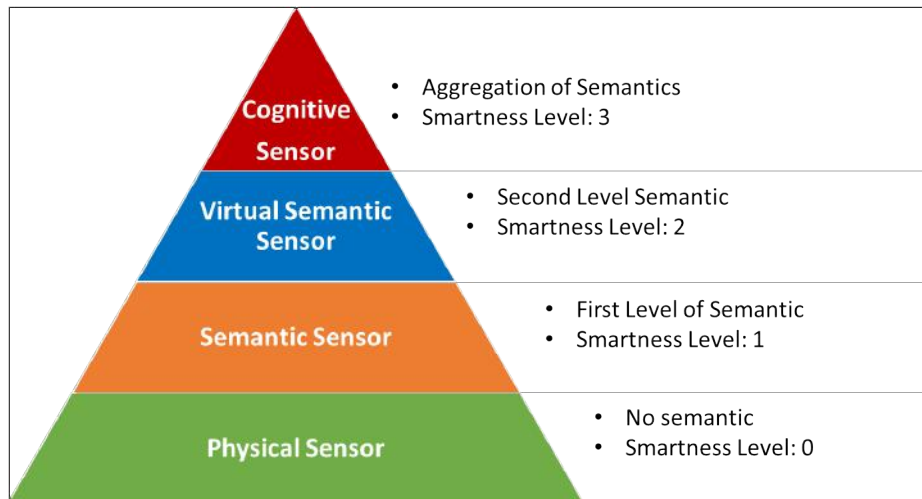 Cognitive
Sensor
• Aggregation of Semantics
• Smartness Level: 3
Virtual Semantic
Sensor
• Second Level Semantic
• Smartness Level: 2
Semantic Sensor
• First Level of Semantic
• Smartness Level: 1
Physical Sensor
• No semantic
• Smartness Level: 0